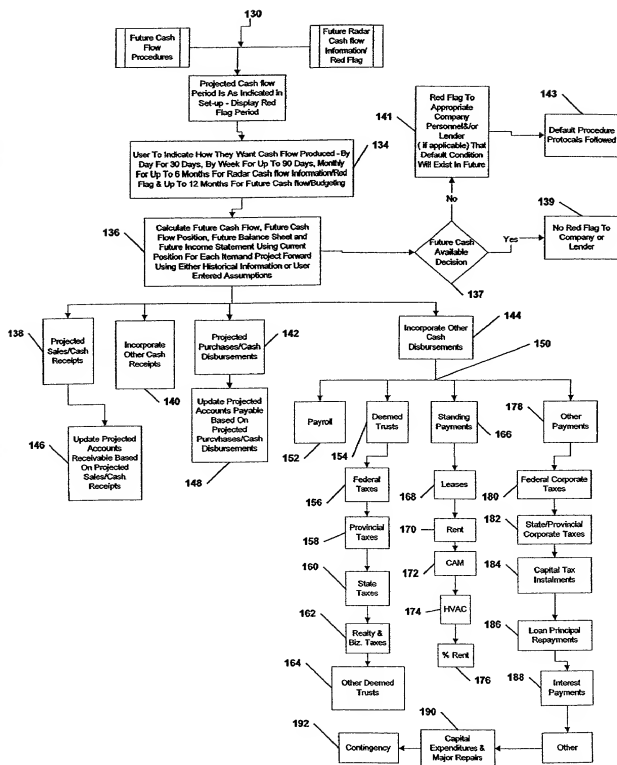 130
Future Cash
Flow
Procedures
Future Radar
Cash flow
Information/
Red Flag
Projected Cash flow
Period Is As Indicated In
Set-up - Display Red
Flag Period
134
User To Indicate How They Want Cash Flow Produced - By
Day For 30 Days, By Week For Up To 90 Days, Monthly
For Up To 6 Months For Radar Cash flow Information/Red
Flag & Up To 12 Months For Future Cash flow/Budgeting
141
Red Flag To
Appropriate
Company
Personnel&/or
Lender
( if applicable) That
Default Condition
Will Exist In Future
143
Default Procedure
Protocals Followed
136
Calculate Future Cash Flow, Future Cash
Flow Position, Future Balance Sheet and
Future Income Statement Using Current
Position For Each Itemand Project Forward
Using Either Historical Information or User
Entered Assumptions
No
Future Cash
Available
Decision
137
Yes
139
No Red Flag To
Company or
Lender
138
Projected
Sales/Cash
Receipts
Incorporate
Other Cash
Receipts
140
142
Projected
Purchases/Cash
Disbursements
144
Incorporate Other
Cash
Disbursements
150
146
Update Projected
Accounts
Receivable Based
On Projected
Sales/Cash
Receipts
Update Projected
Accounts Payable Based
On Projected
Purcvhases/Cash
Disbursements
148
Payroll
152
Deemed
Trusts
154
Standing
Payments
166
178
Other
Payments
156
Federal
Taxes
158
Provincial
Taxes
160
State
Taxes
162
Realty &
Biz. Taxes
164
Other Deemed
Trusts
168
Leases
170
Rent
172
CAM
174
HVAC
% Rent
176
180
Federal Corporate
Taxes
182
State/Provincial
Corporate Taxes
184
Capital Tax
Instalments
186
Loan Principal
Repayments
188
Interest
Payments
Other
190
Capital
Expenditures &
Major Repairs
192
Contingency